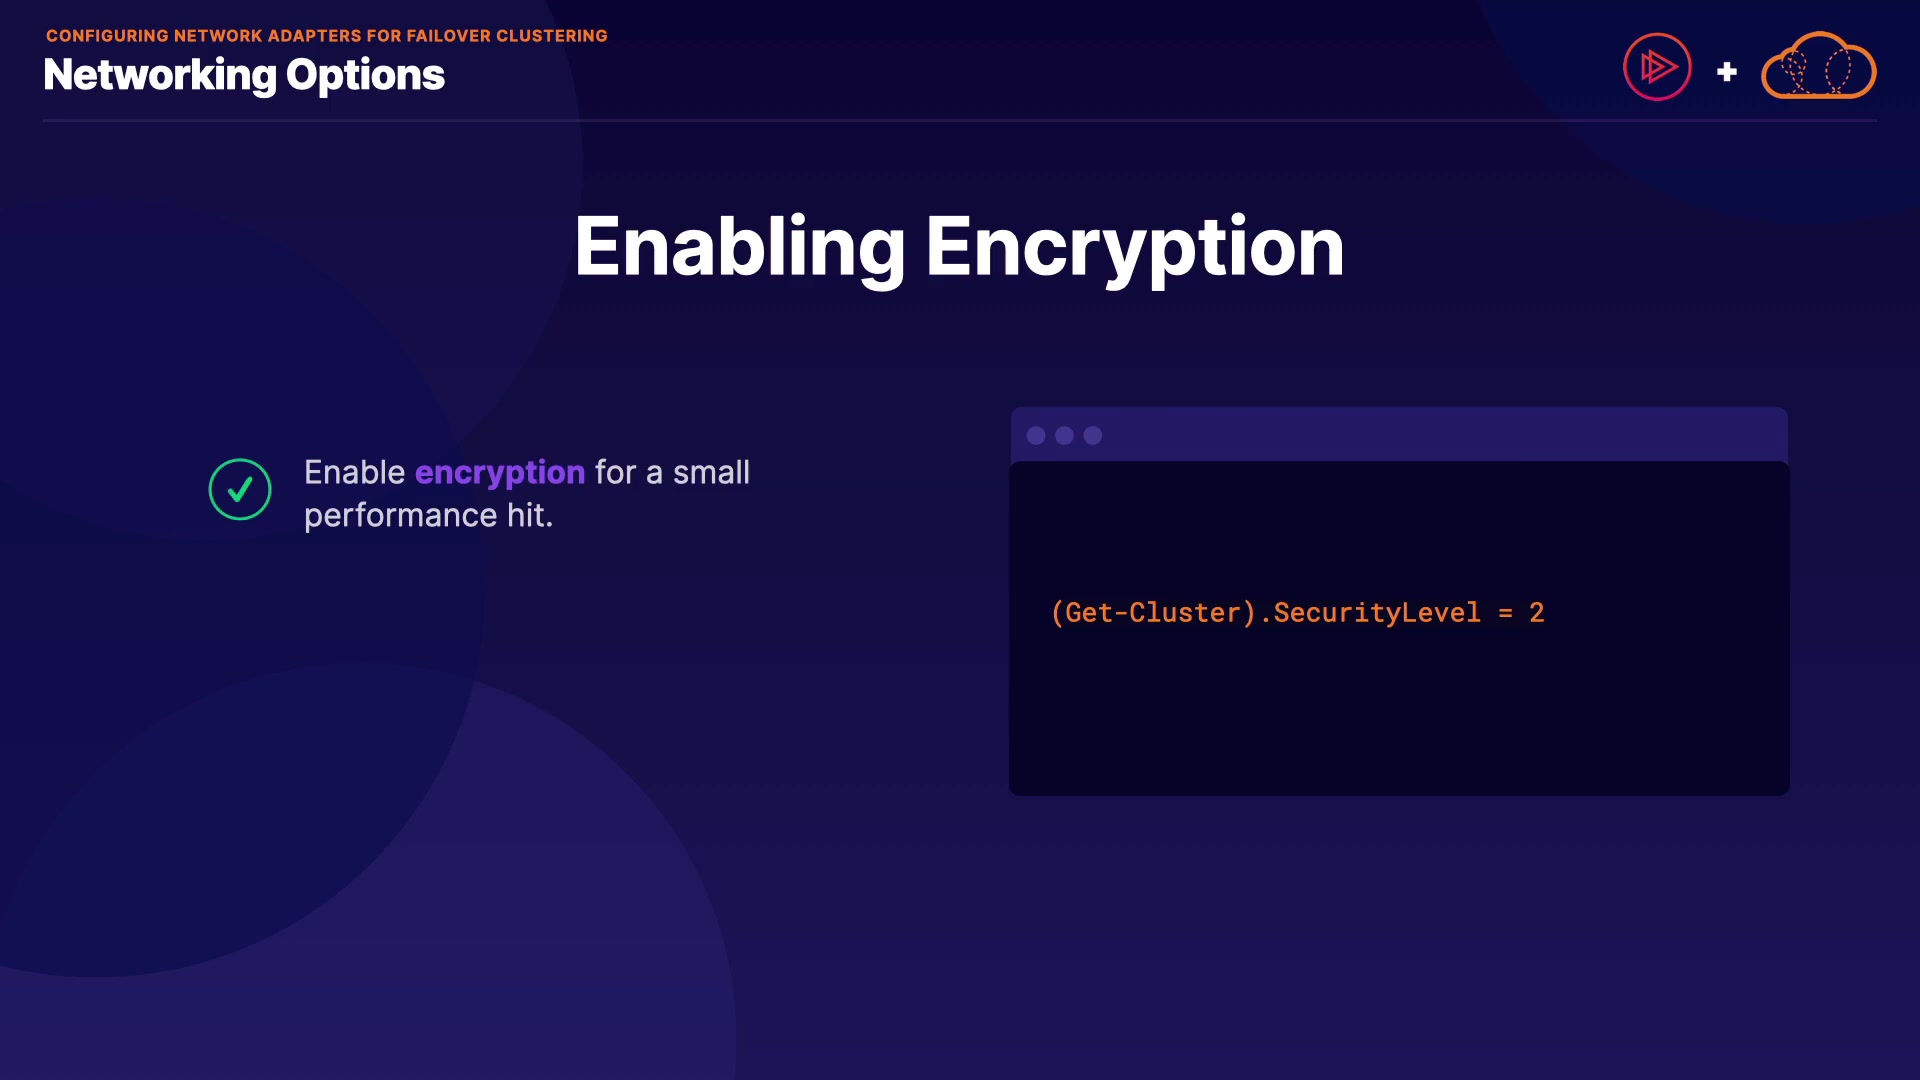 CONFIGURING NETWORK ADAPTERS FOR FAILOVER CLUSTERING
Networking Options
Enabling Encryption
Enable encryption for a small
performance hit.
(Get-Cluster).SecurityLevel = 2